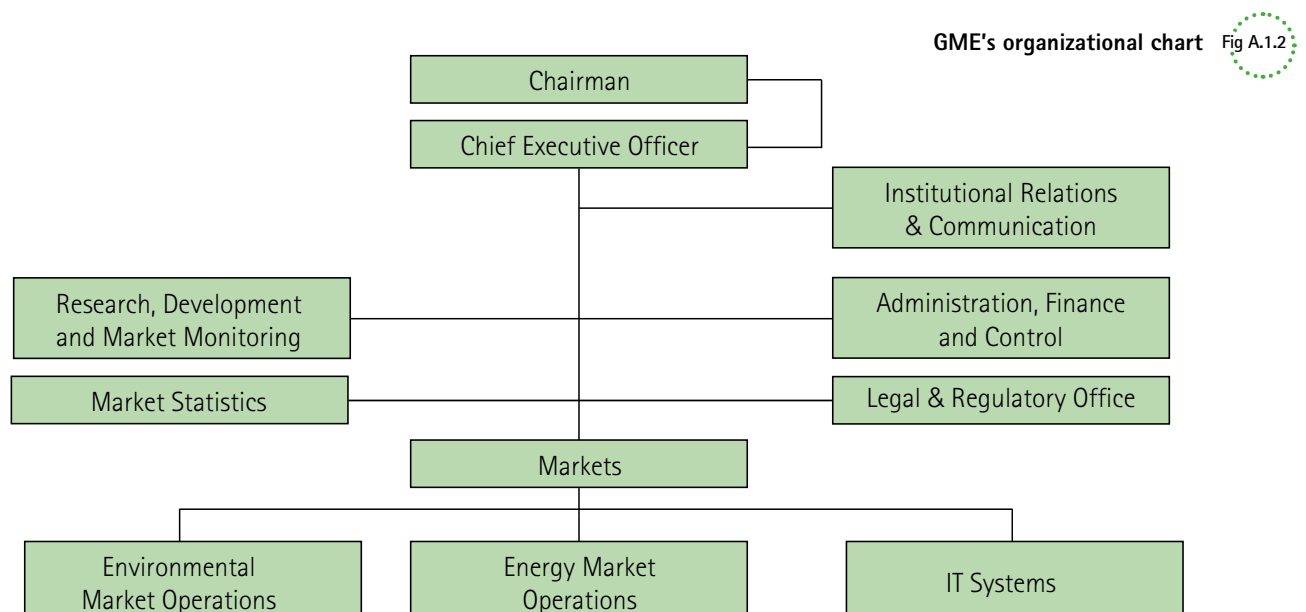 GME's organizational chart
Fig A.1.2
Chairman
Chief Executive Officer
Institutional Relations
& Communication
Research, Development
and Market Monitoring
Administration, Finance
and Control
Market Statistics
Legal & Regulatory Office
Markets
Environmental
Market Operations
Energy Market
Operations
IT Systems